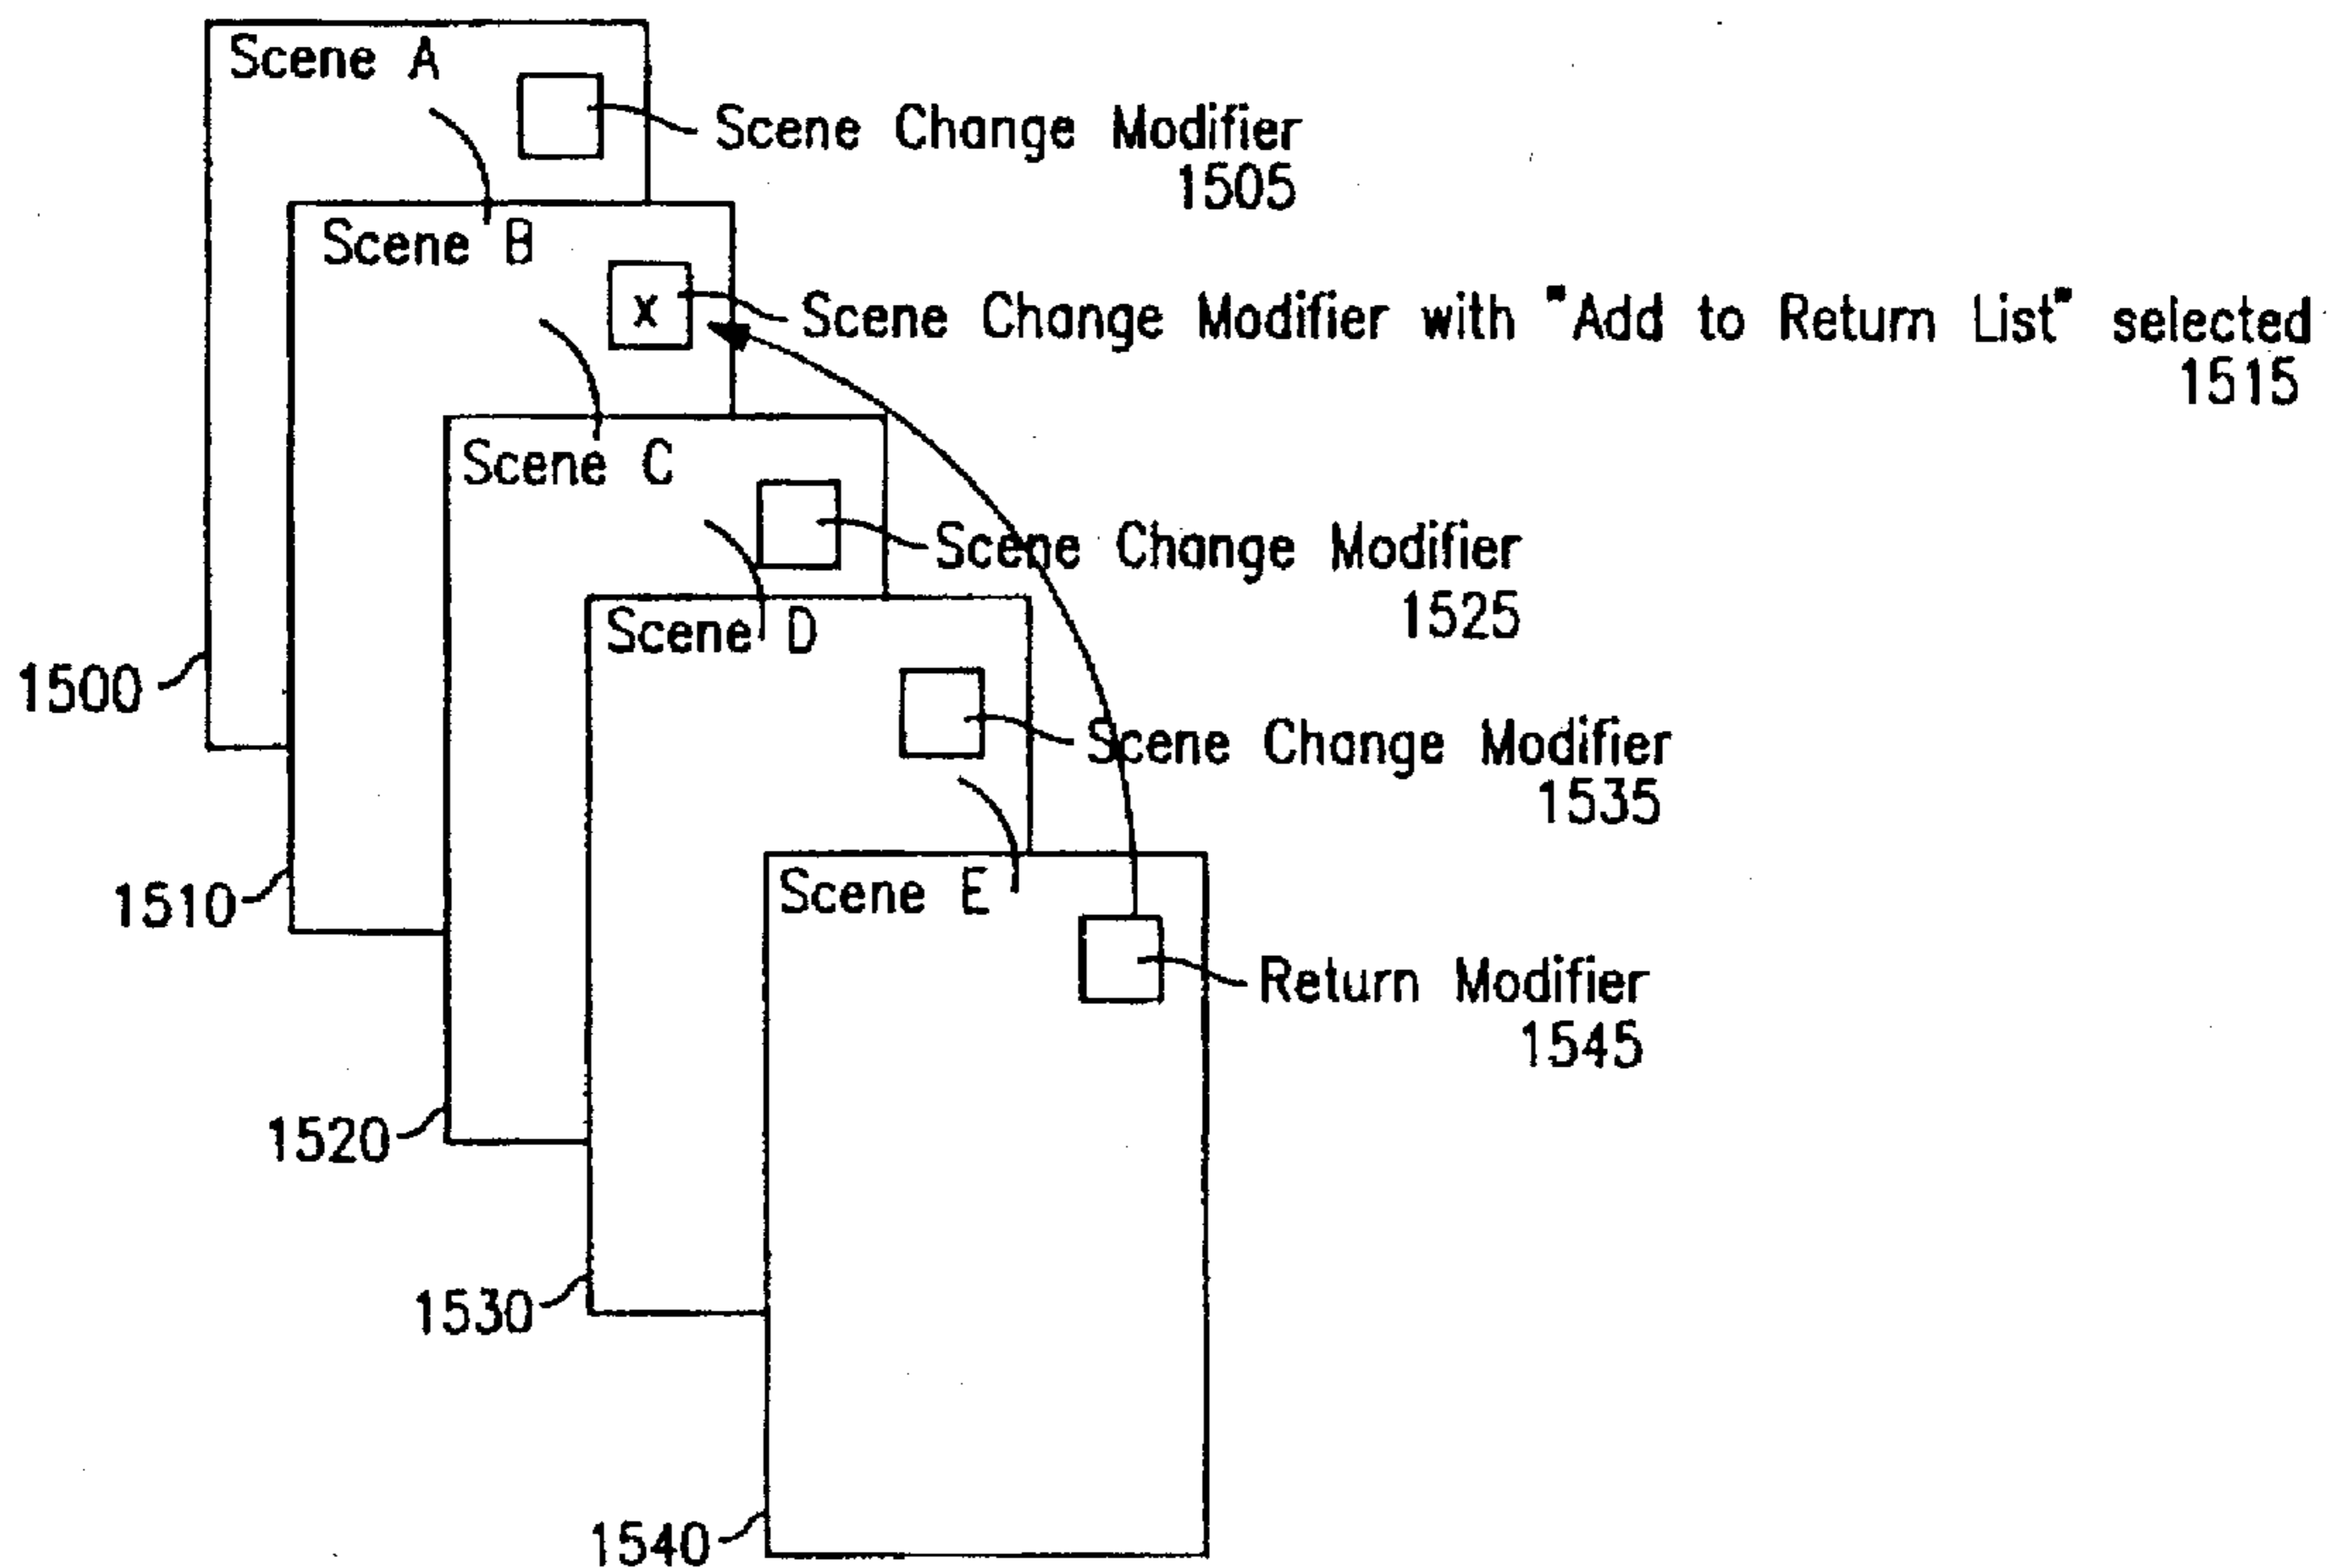 Scene A
Scene Change Modifier
1505
Scene B
X
Scene Change Modifier with "Add to Return List" selected
1515
Scene C
Scene Change Modifier
1525
Scene D
1500
Scene Change Modifier
1535
Scene E
1510
Return Modifier
1545
1520
1530
1540